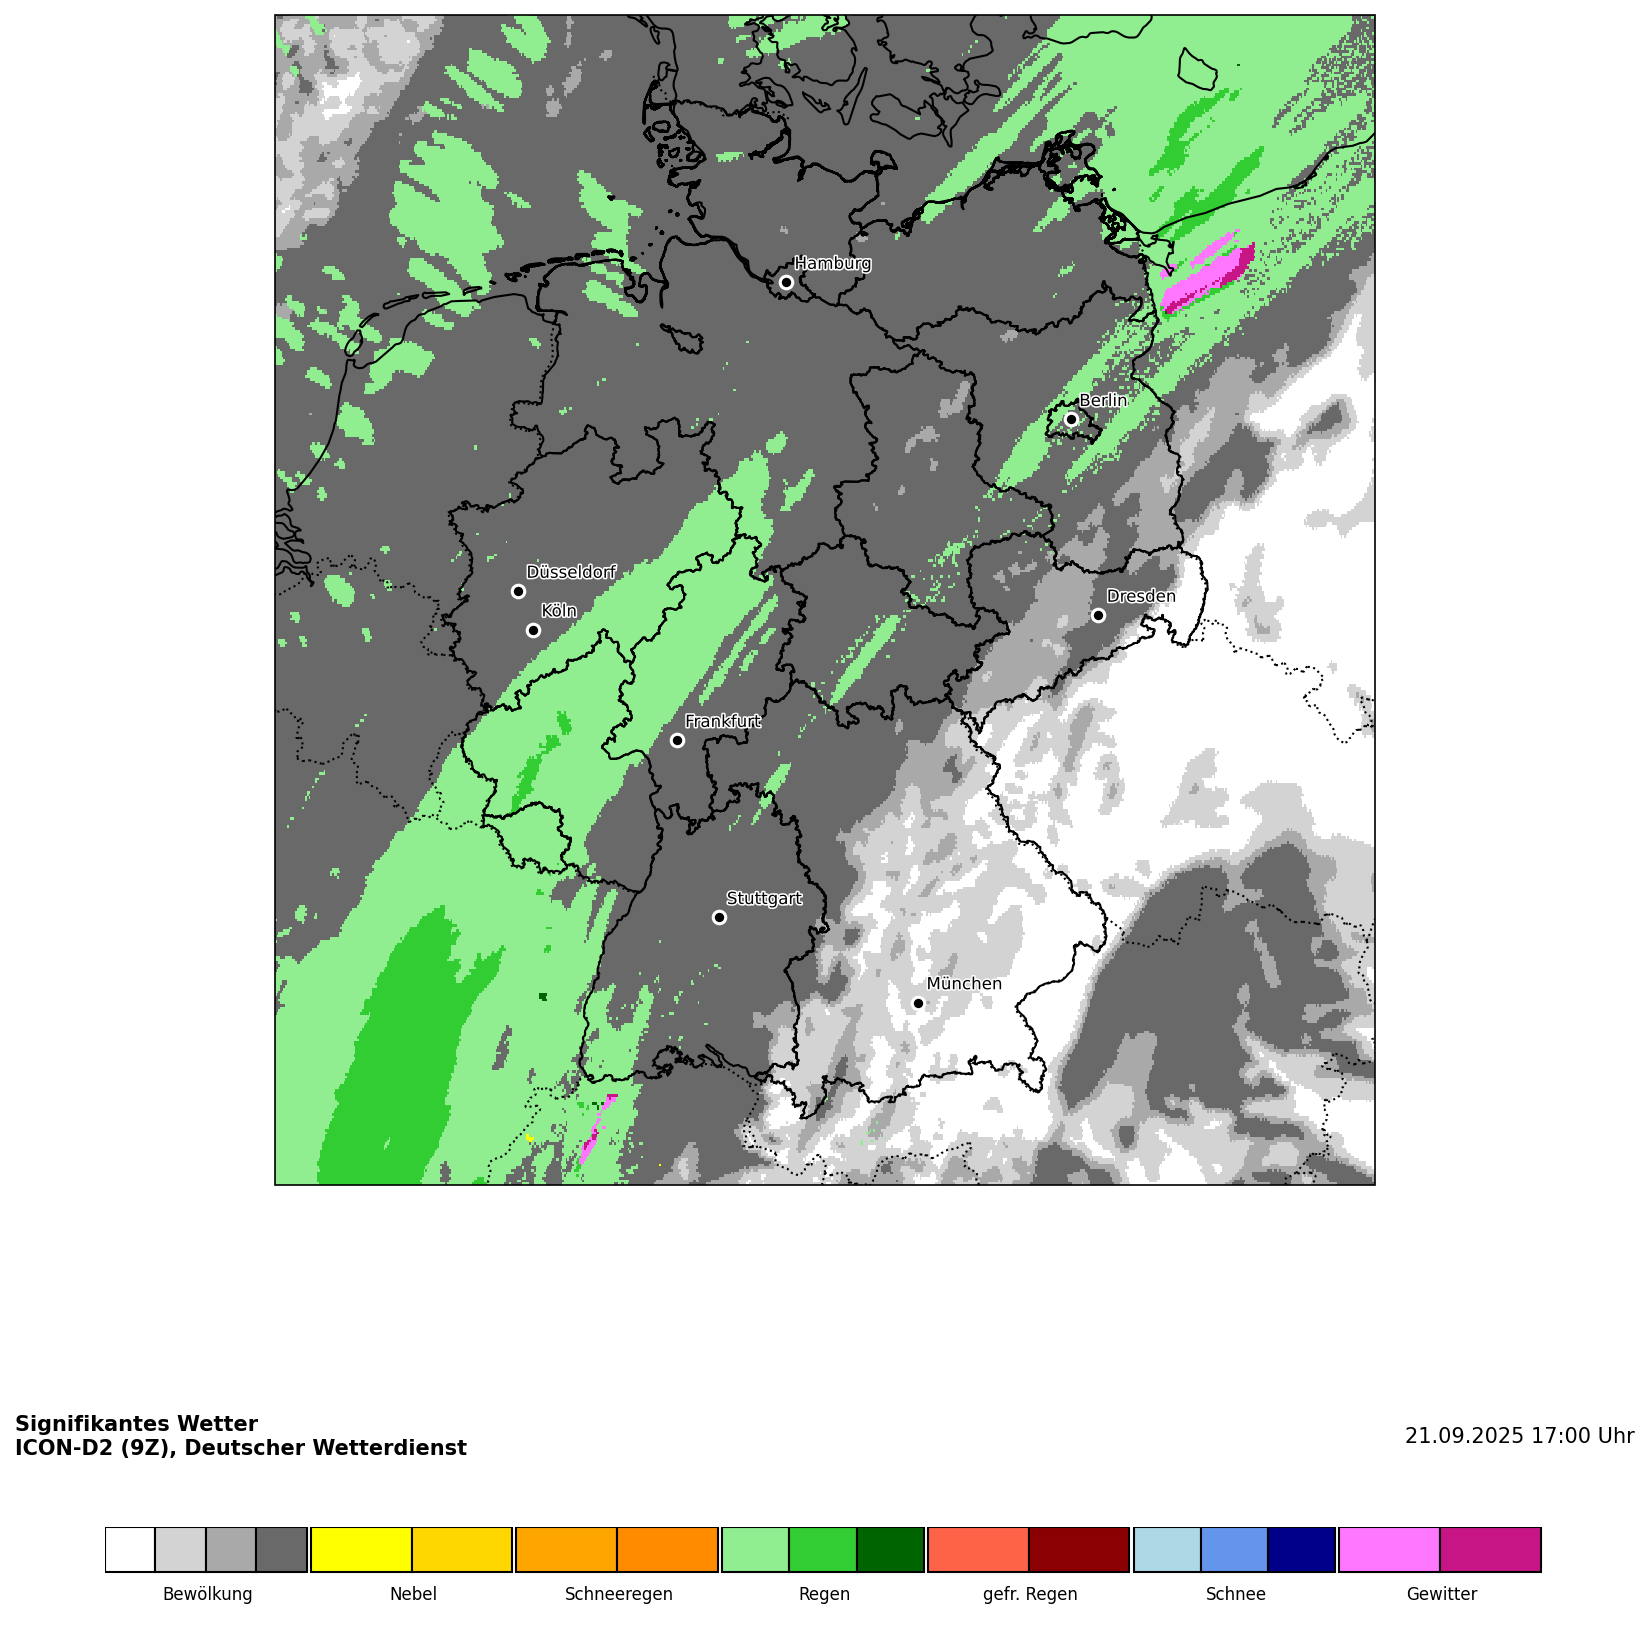 Hamburg
Berlin
Düsseldorf
Köln
Dresden
Frankfurt
Stuttgart
München
Signifikantes Wetter
ICON-D2 (9Z), Deutscher Wetterdienst
21.09.2025 17:00 Uhr
Bewölkung Nebel Schneeregen Regen gefr. Regen Schnee Gewitter